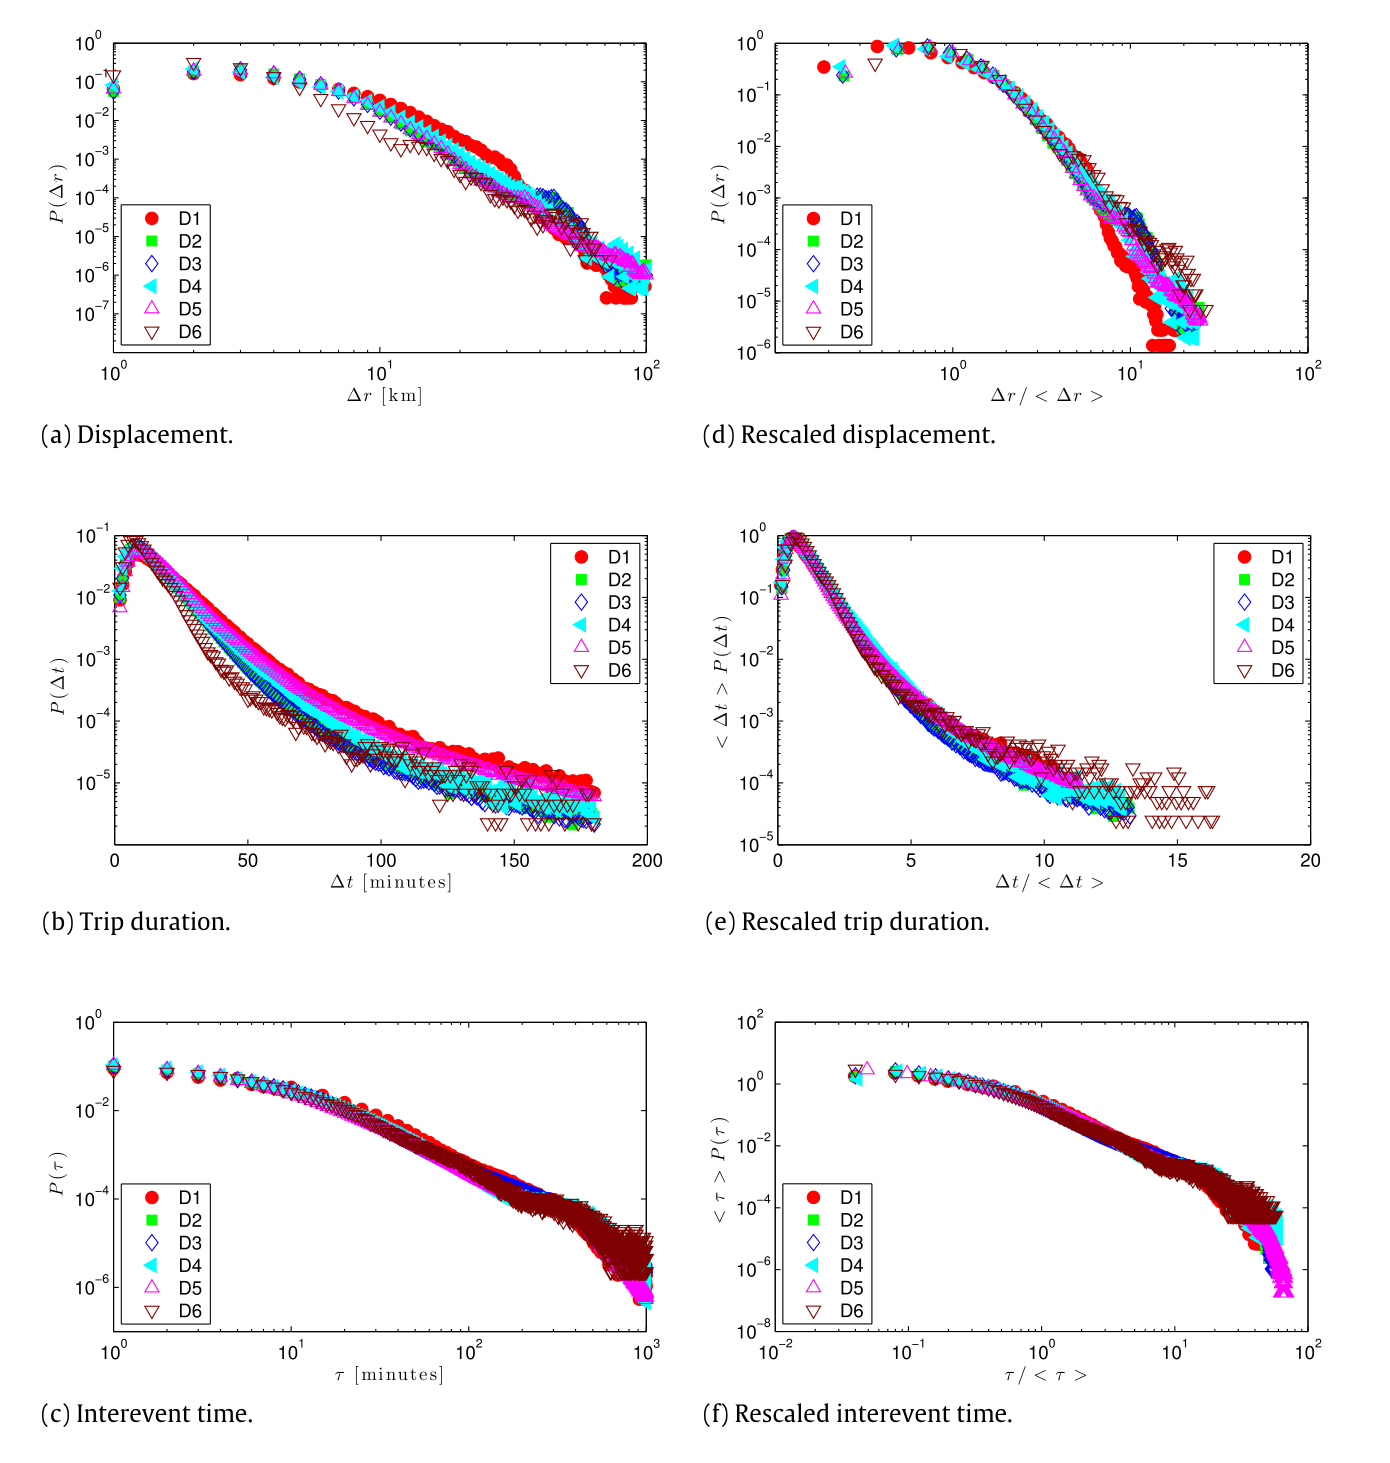 10^0
10^-1
10^-2
10^-3
10^-4
10^-5
10^-6
10^-7
P(Δr)
D1
D2
D3
D4
D5
D6
10^0 10^1 10^2
Δr [km]
(a) Displacement.
10^0
10^-1
10^-2
10^-3
10^-4
10^-5
10^-6
P(Δr)
D1
D2
D3
D4
D5
D6
10^0 10^1 10^2
Δr/ < Δr >
(d) Rescaled displacement.
10^-1
10^-2
10^-3
10^-4
10^-5
P(Δt)
D1
D2
D3
D4
D5
D6
0 50 100 150 200
Δt [minutes]
(b) Trip duration.
10^0
10^-1
10^-2
10^-3
10^-4
10^-5
< Δt > P(Δt)
D1
D2
D3
D4
D5
D6
0 5 10 15 20
Δt/ < Δt >
(e) Rescaled trip duration.
10^0
10^-2
10^-4
10^-6
P(τ)
D1
D2
D3
D4
D5
D6
10^0 10^1 10^2 10^3
τ [minutes]
(c) Interevent time.
10^2
10^0
10^-2
10^-4
10^-6
10^-8
< τ > P(τ)
D1
D2
D3
D4
D5
D6
10^-2 10^-1 10^0 10^1 10^2
τ/ < τ >
(f) Rescaled interevent time.